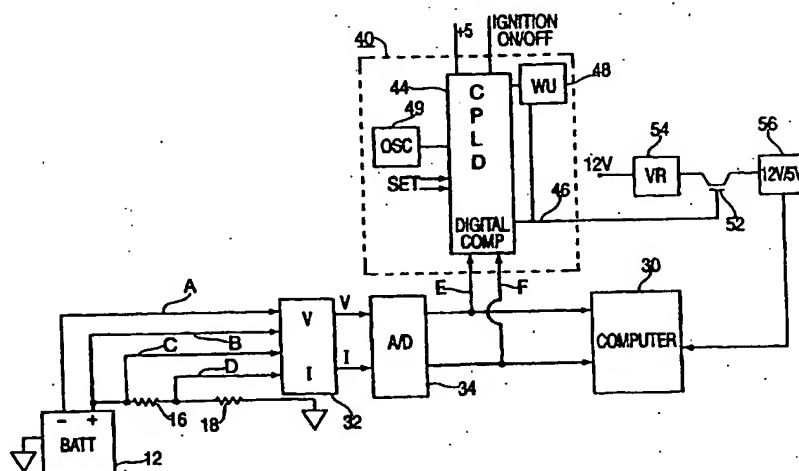 +5
IGNITION
ON/OFF
40
44
C
P
L
D
WU
48
49
OSC
SET
DIGITAL
COMP
46
12V
54
VR
52
56
12V/5V
E
F
30
COMPUTER
A
B
C
D
V
I
32
V
I
A/D
34
16
18
-
+
BATT
12